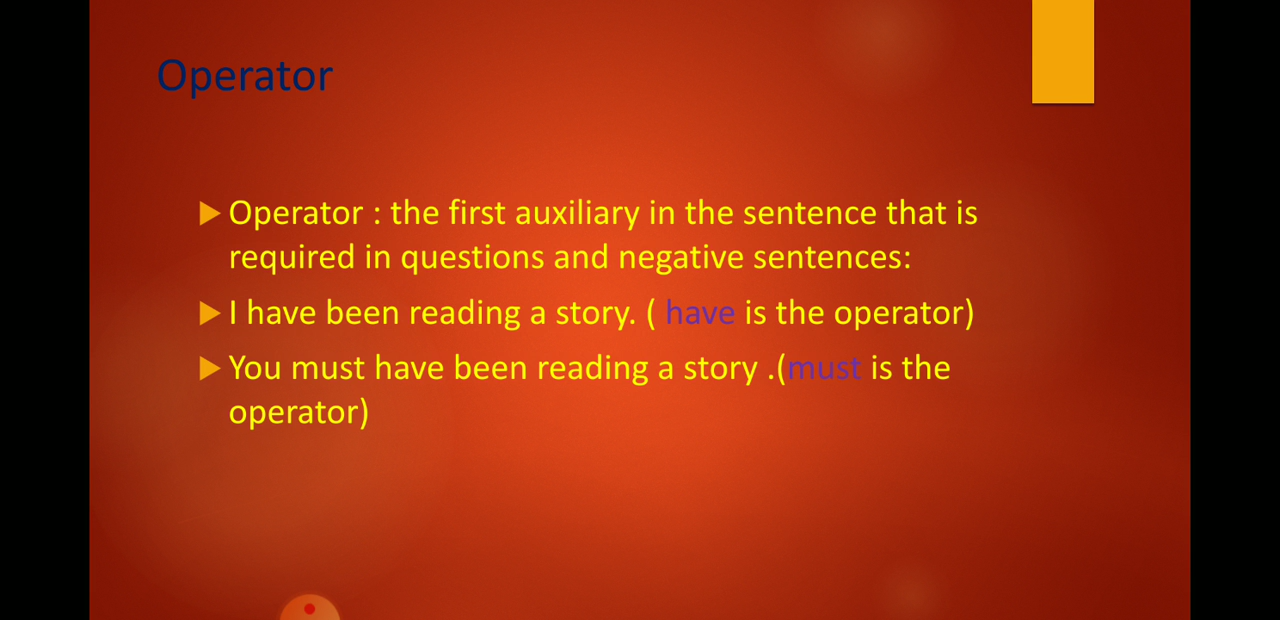 Operator
Operator : the first auxiliary in the sentence that is
required in questions and negative sentences:
I have been reading a story. ( have is the operator)
You must have been reading a story .(must is the
operator)